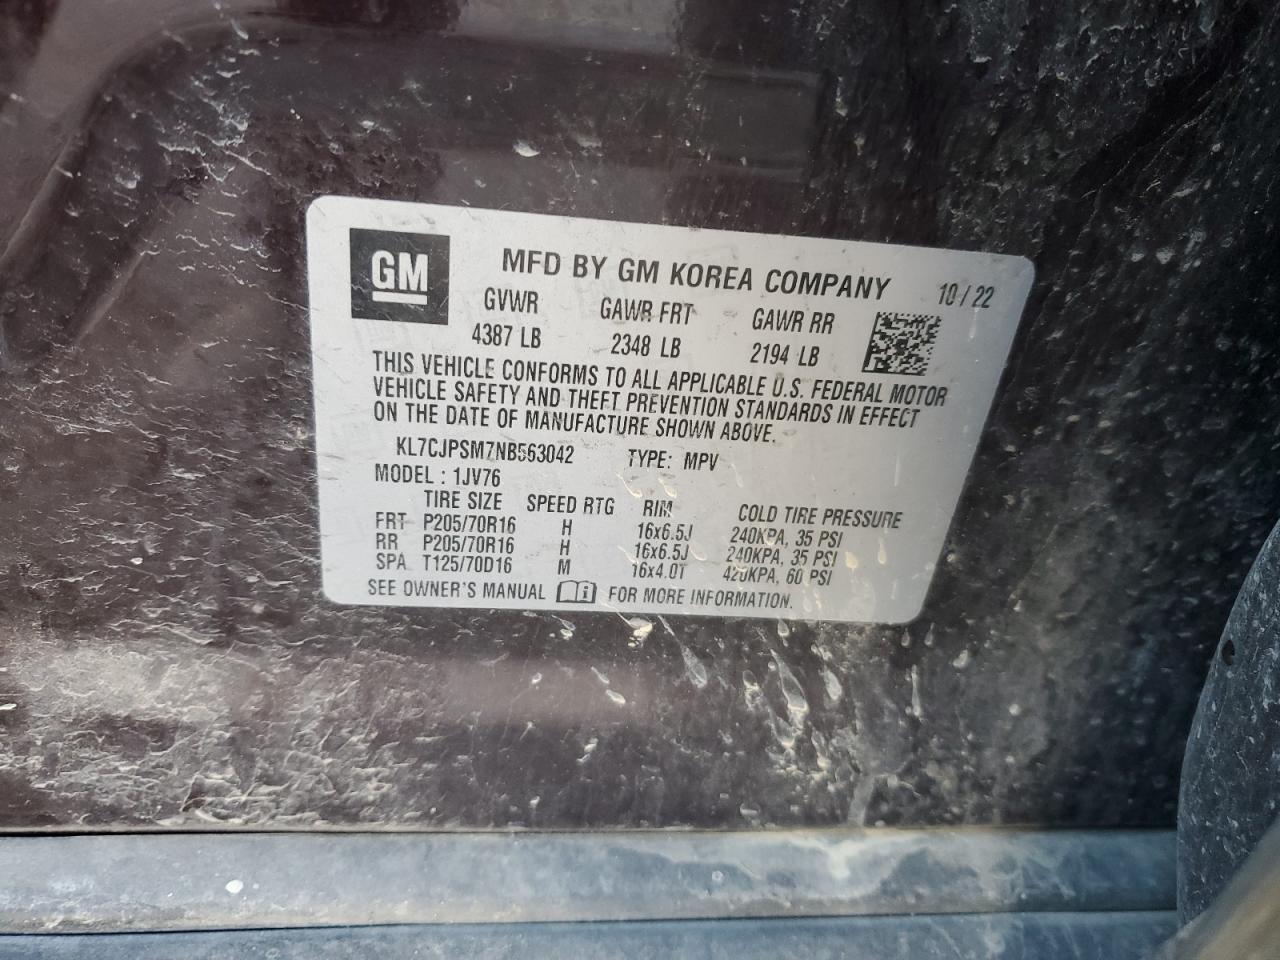 GM
MFD BY GM KOREA COMPANY 10 / 22
GVWR GAWR FRT GAWR RR
4387 LB 2348 LB 2194 LB
THIS VEHICLE CONFORMS TO ALL APPLICABLE U.S. FEDERAL MOTOR
VEHICLE SAFETY AND THEFT PREVENTION STANDARDS IN EFFECT
ON THE DATE OF MANUFACTURE SHOWN ABOVE.
KL7CJPSM7NB563042 TYPE: MPV
MODEL : 1JV76
TIRE SIZE SPEED RTG RIM COLD TIRE PRESSURE
FRT P205/70R16 H 16x6.5J 240KPA, 35 PSI
RR P205/70R16 H 16x6.5J 240KPA, 35 PSI
SPA T125/70D16 M 16x4.0T 420KPA, 60 PSI
SEE OWNER'S MANUAL i FOR MORE INFORMATION.